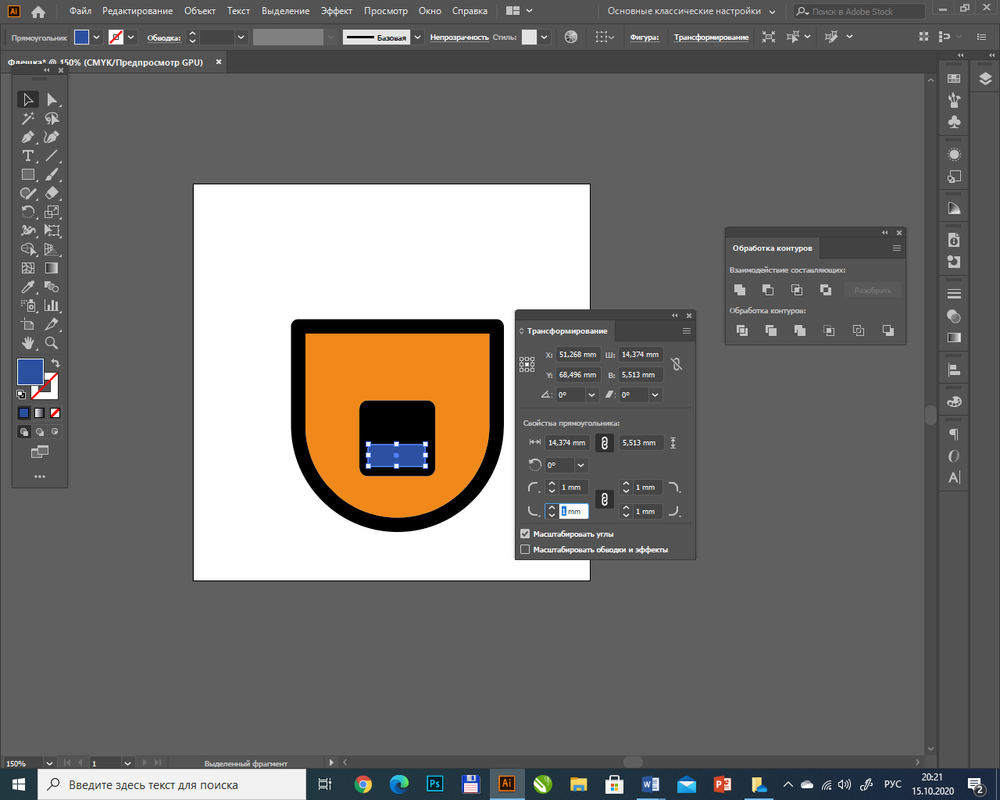 Ai Файл Редактирование Объект Текст Выделение Эффект Просмотр Окно Справка Основные классические настройки Поиск в Adobe Stock
Прямоугольник Обводка: Базовая Непрозрачность Стиль: Фигура: Трансформирование
Флешка* @ 150% (CMYK/Предпросмотр GPU)
Обработка контуров
Взаимодействие составляющих:
Разобрать
Обработка контуров:
Трансформирование
X: 51,268 mm Ш: 14,374 mm
Y: 68,496 mm В: 5,513 mm
0° 0°
Свойства прямоугольника:
14,374 mm 5,513 mm
0°
1 mm 1 mm
1 mm 1 mm
Масштабировать углы
Масштабировать обводки и эффекты
150% 1 Выделенный фрагмент
Введите здесь текст для поиска Ps Ai РУС 20:21
15.10.2020 2